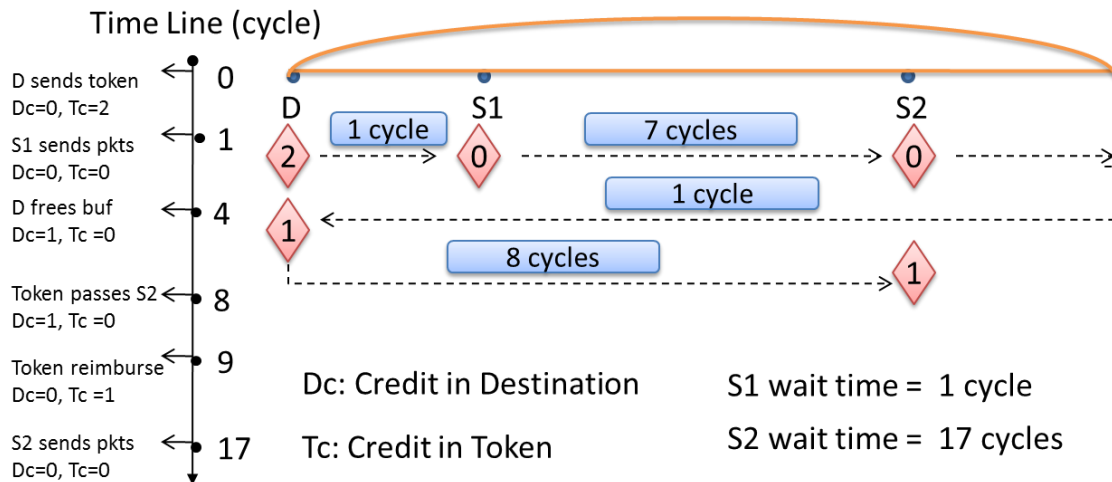 Time Line (cycle)
0
D sends token
Dc=0, Tc=2
D
S1
S2
1 cycle
7 cycles
1
S1 sends pkts
Dc=0, Tc=0
2
0
0
1 cycle
D frees buf
Dc=1, Tc =0
4
1
8 cycles
1
Token passes S2
Dc=1, Tc =0
8
Token reimburse
Dc=0, Tc =1
9
Dc: Credit in Destination
S1 wait time = 1 cycle
S2 sends pkts
Dc=0, Tc=0
17
Tc: Credit in Token
S2 wait time = 17 cycles